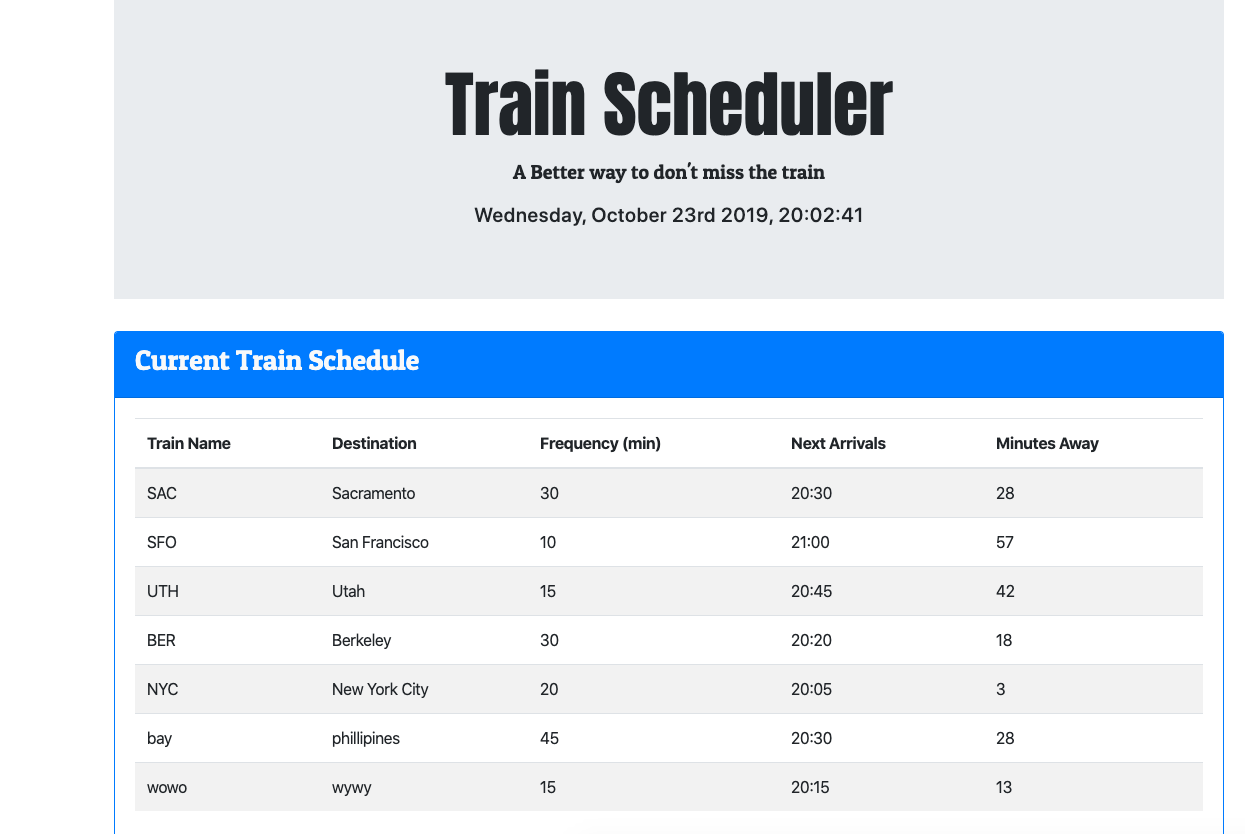 Train Scheduler
A Better way to don't miss the train
Wednesday, October 23rd 2019, 20:02:41
Current Train Schedule
Train Name Destination Frequency (min) Next Arrivals Minutes Away
SAC Sacramento 30 20:30 28
SFO San Francisco 10 21:00 57
UTH Utah 15 20:45 42
BER Berkeley 30 20:20 18
NYC New York City 20 20:05 3
bay phillipines 45 20:30 28
wowo wywy 15 20:15 13